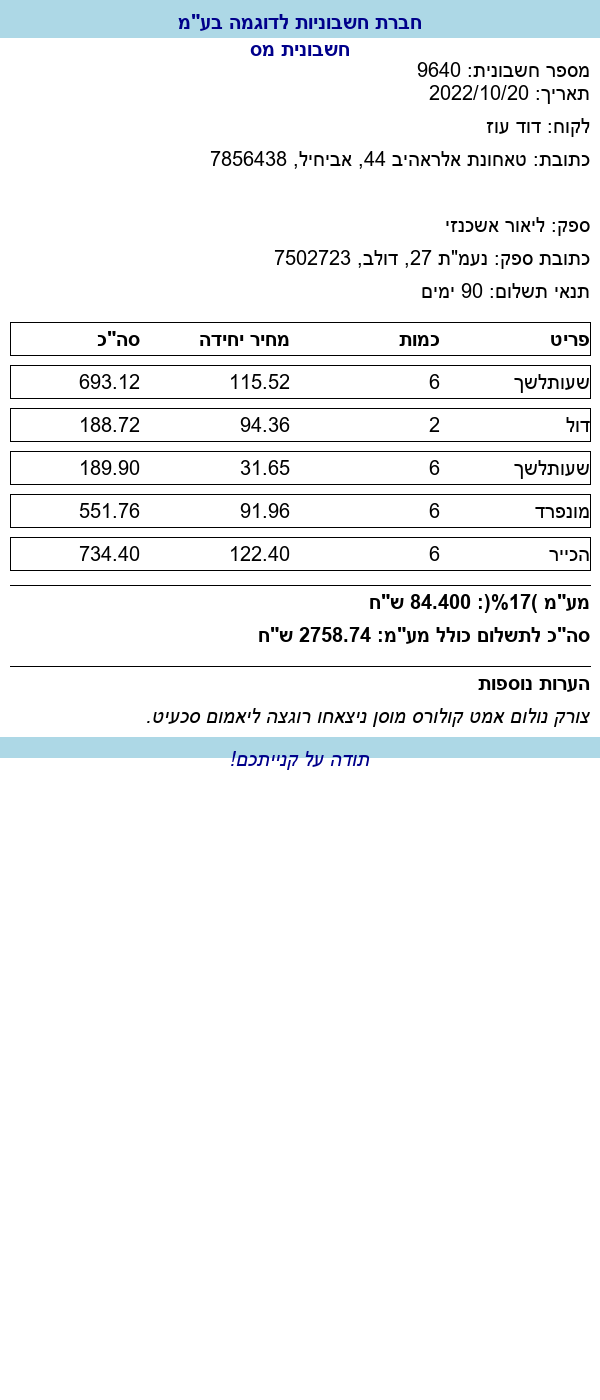 חברת חשבוניות לדוגמה בע"מ
חשבונית מס
מספר חשבונית: 9640
תאריך: 2022/10/20
לקוח: דוד עוז
כתובת: טאחונת אלראהיב 44, אביחיל, 7856438
ספק: ליאור אשכנזי
כתובת ספק: נעמ"ת 27, דולב, 7502723
תנאי תשלום: 90 ימים
פריט כמות מחיר יחידה סה"כ
שעותלשך 6 115.52 693.12
דול 2 94.36 188.72
שעותלשך 6 31.65 189.90
מונפרד 6 91.96 551.76
הכייר 6 122.40 734.40
מע"מ )17%(: 84.400 ש"ח
סה"כ לתשלום כולל מע"מ: 2758.74 ש"ח
הערות נוספות
צורק נולום אמט קולורס מוסן ניצאחו רוגצה ליאמום סכעיט.
תודה על קנייתכם!